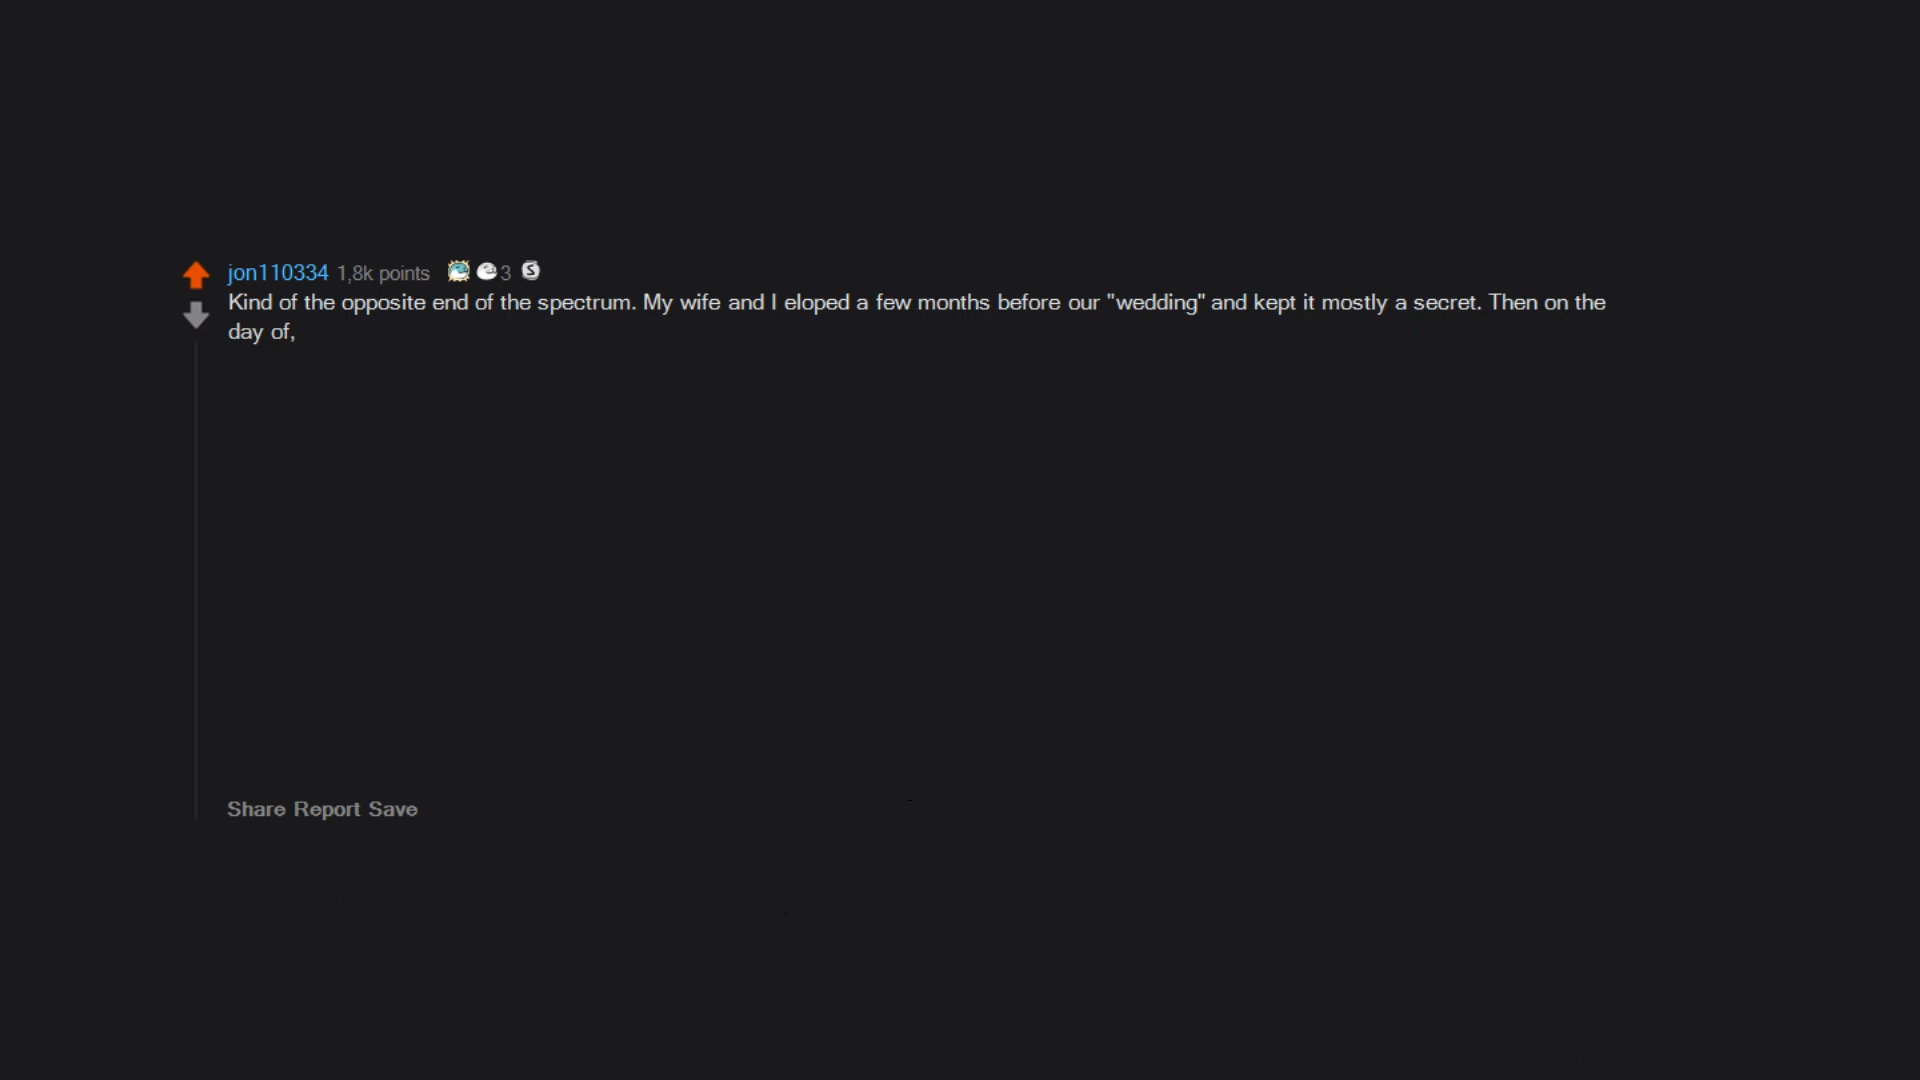 jon110334 1,8k points 3 S
Kind of the opposite end of the spectrum. My wife and I eloped a few months before our "wedding" and kept it mostly a secret. Then on the
day of,
Share Report Save